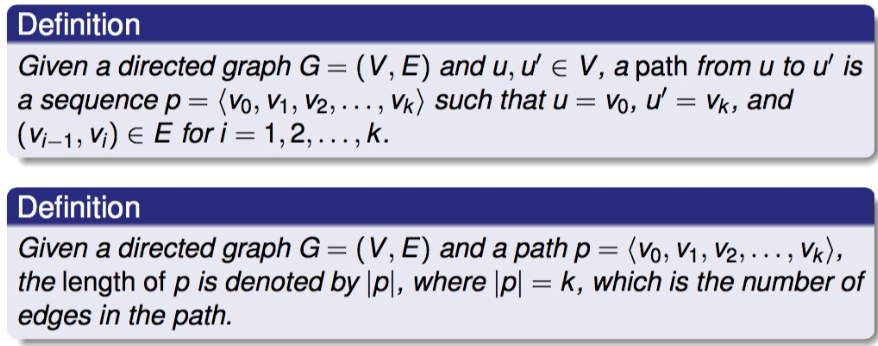 Definition
Given a directed graph G = (V, E) and u, u′ ∈ V, a path from u to u′ is
a sequence p = ⟨v₀, v₁, v₂, . . . , vₖ⟩ such that u = v₀, u′ = vₖ, and
(vᵢ₋₁, vᵢ) ∈ E for i = 1, 2, . . . , k.
Definition
Given a directed graph G = (V, E) and a path p = ⟨v₀, v₁, v₂, . . . , vₖ⟩,
the length of p is denoted by |p|, where |p| = k, which is the number of
edges in the path.